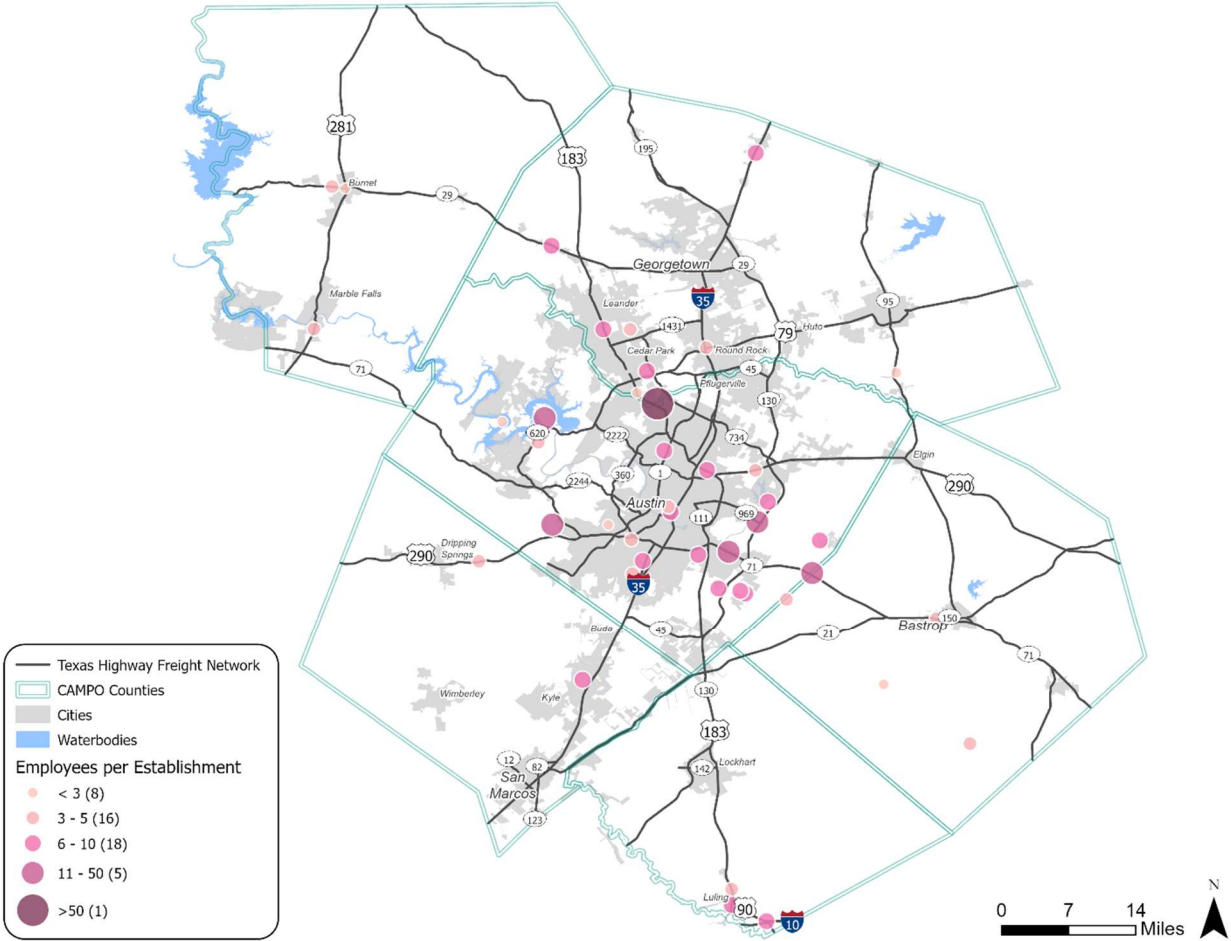 281
183
195
Burnet
29
Georgetown
29
35
95
Marble Falls
Leander
1431
79
Hutto
Cedar Park
Round Rock
71
45
Pflugerville
130
620
2222
734
Elgin
2244
360
1
290
Austin
111
969
290
Dripping
Springs
71
35
Buda
45
21
Bastrop
150
71
Wimberley
Kyle
130
183
12
82
San
Marcos
142
Lockhart
123
Luling
90
10
Texas Highway Freight Network
CAMPO Counties
Cities
Waterbodies
Employees per Establishment
< 3 (8)
3 - 5 (16)
6 - 10 (18)
11 - 50 (5)
>50 (1)
0 7 14
Miles
N